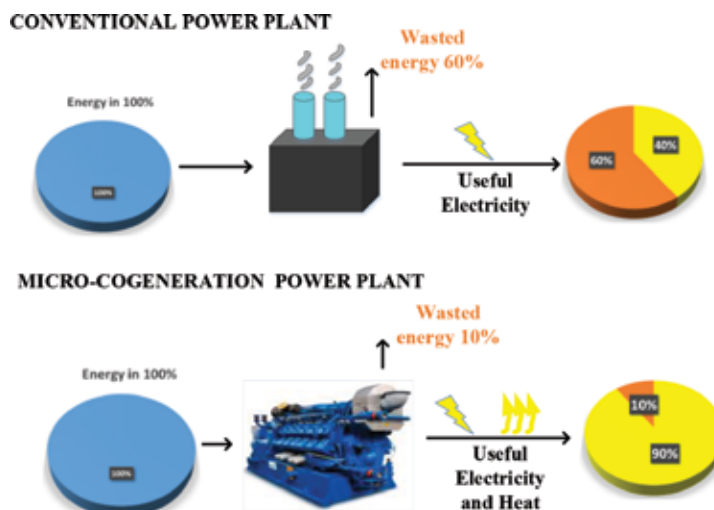 CONVENTIONAL POWER PLANT
Wasted
energy 60%
Energy in 100%
100%
60%
40%
Useful
Electricity
MICRO-COGENERATION POWER PLANT
Wasted
energy 10%
Energy in 100%
100%
10%
90%
Useful
Electricity
and Heat